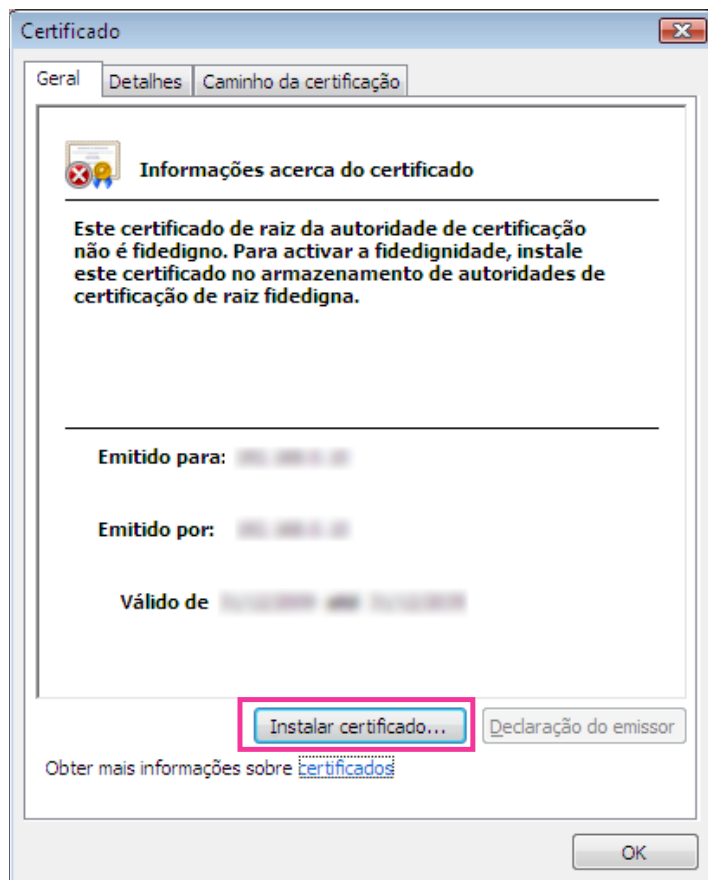 Certificado
Geral
Detalhes
Caminho da certificação
Informações acerca do certificado
Este certificado de raiz da autoridade de certificação
não é fidedigno. Para activar a fidedignidade, instale
este certificado no armazenamento de autoridades de
certificação de raiz fidedigna.
Emitido para:
Emitido por:
Válido de
Instalar certificado...
Declaração do emissor
Obter mais informações sobre certificados
OK